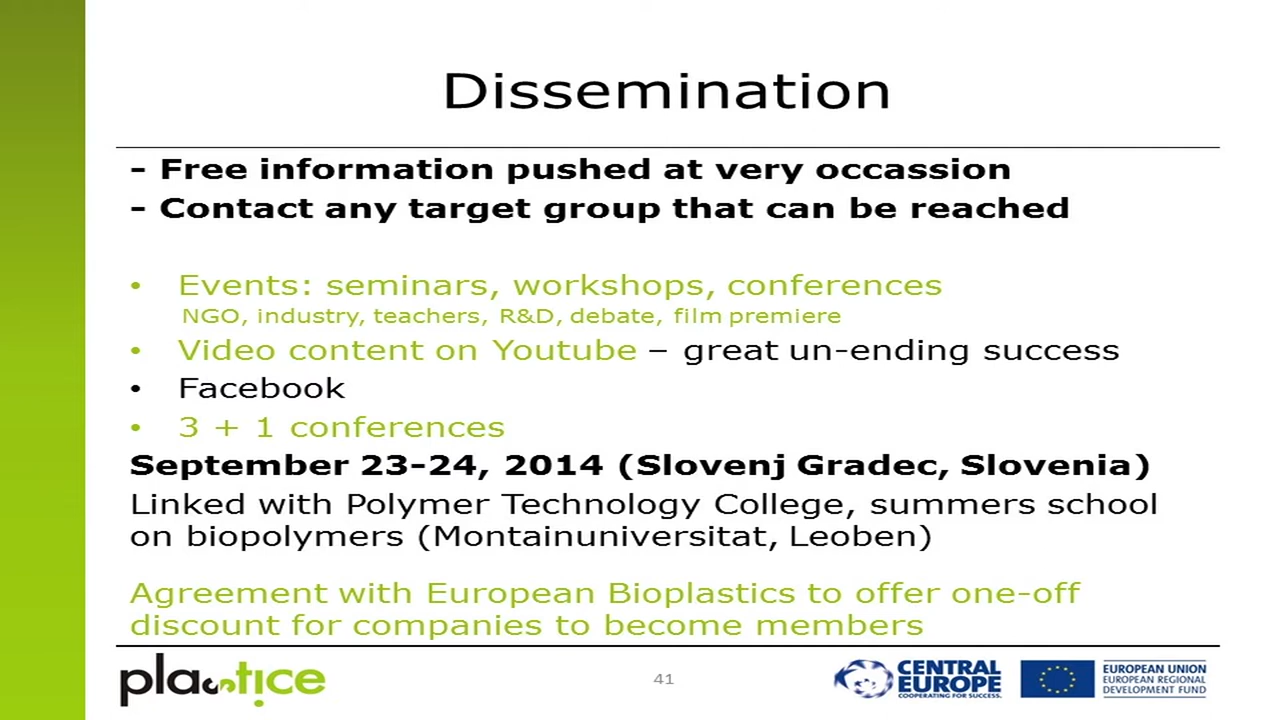 Dissemination
- Free information pushed at very occassion
- Contact any target group that can be reached
• Events: seminars, workshops, conferences
NGO, industry, teachers, R&D, debate, film premiere
• Video content on Youtube – great un-ending success
• Facebook
• 3 + 1 conferences
September 23-24, 2014 (Slovenj Gradec, Slovenia)
Linked with Polymer Technology College, summers school
on biopolymers (Montainuniversitat, Leoben)
Agreement with European Bioplastics to offer one-off
discount for companies to become members
plastice
41
CENTRAL
EUROPE
COOPERATING FOR SUCCESS.
EUROPEAN UNION
EUROPEAN REGIONAL
DEVELOPMENT FUND